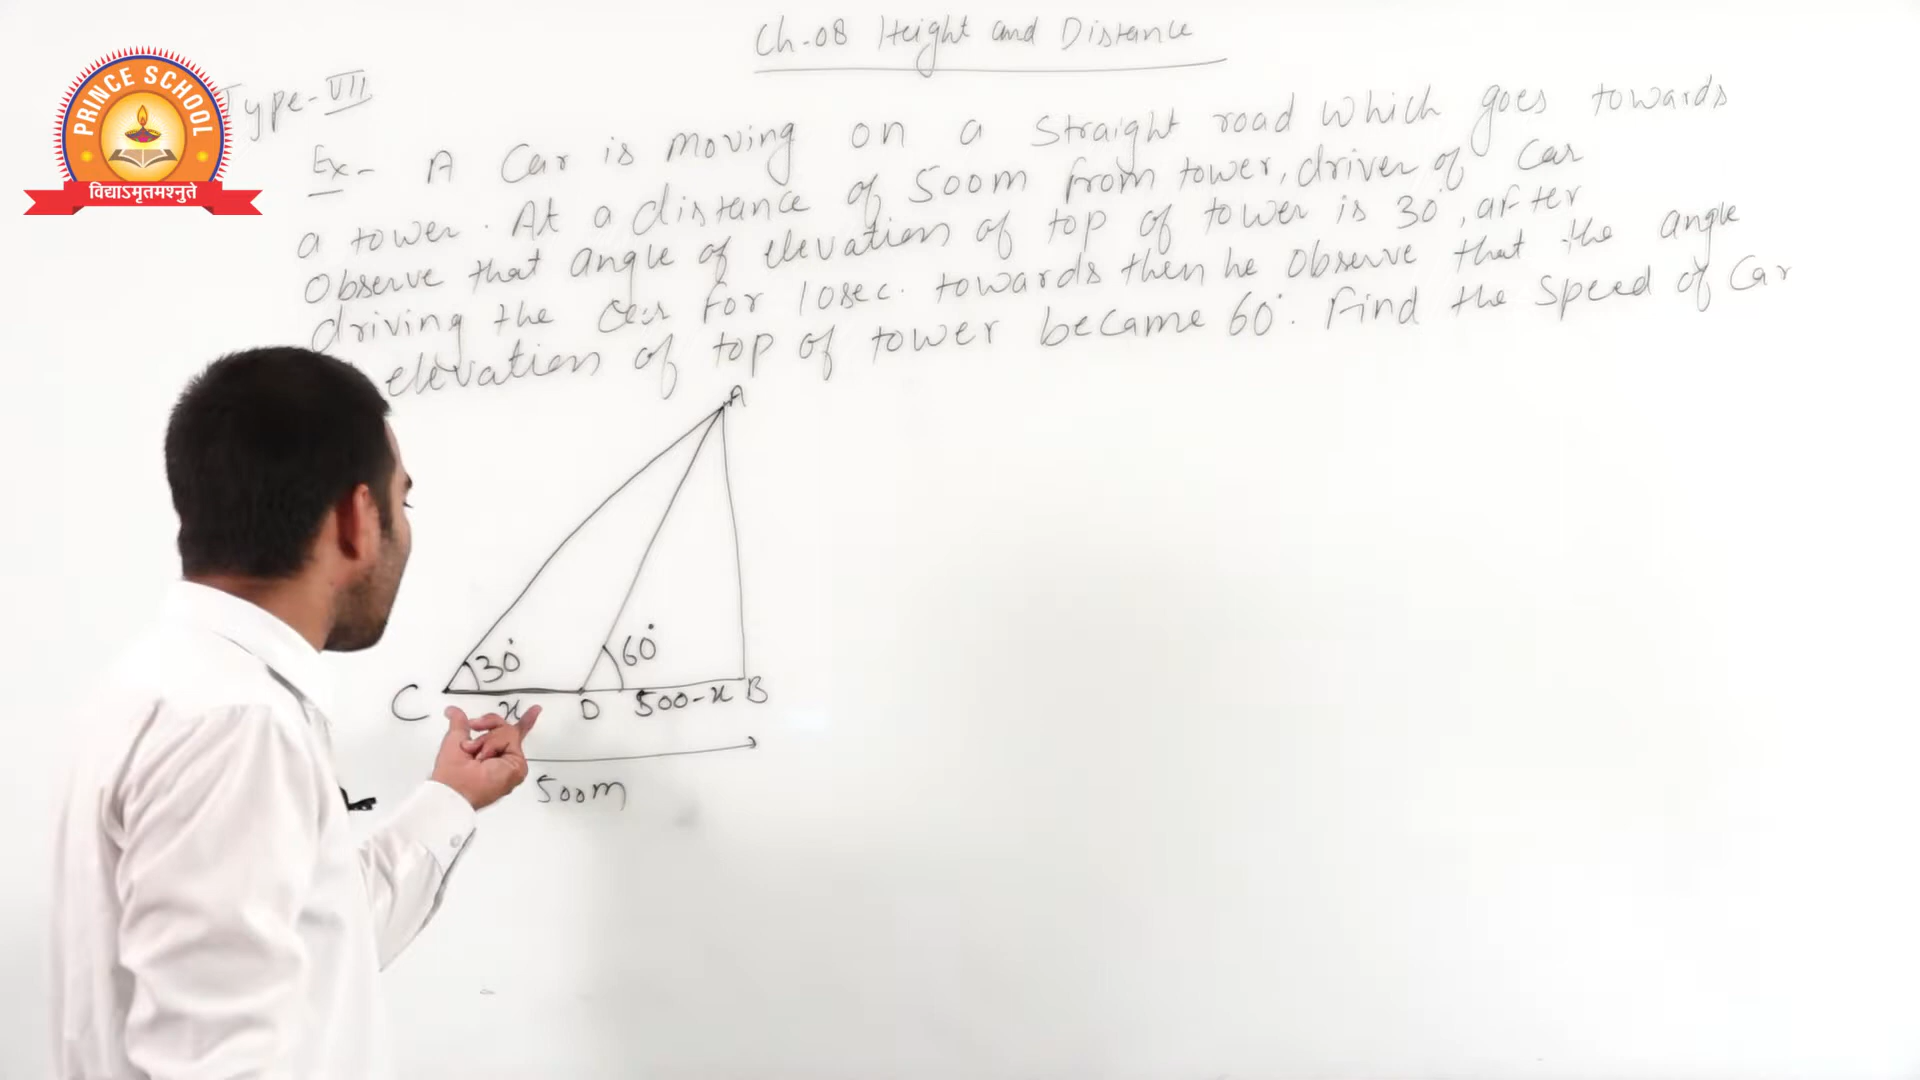 Ch-08 Height and Distance
PRINCE SCHOOL
विद्याऽमृतमश्नुते
Type-VII
Ex- A Car is moving on a straight road which goes towards
a tower. At a distance of 500m from tower, driver of Car
Observe that angle of elevation of top of tower is 30°, after
driving the Car for 10sec. towards then he observe that the angle
elevation of top of tower became 60°. Find the speed of Car
A
30°
60°
C
x
D
500-x
B
500m